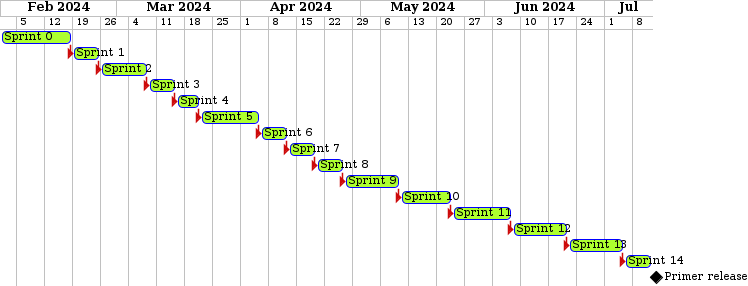 Feb 2024 Mar 2024 Apr 2024 May 2024 Jun 2024 Jul
5 12 19 26 4 11 18 25 1 8 15 22 29 6 13 20 27 3 10 17 24 1 8
Sprint 0
Sprint 1
Sprint 2
Sprint 3
Sprint 4
Sprint 5
Sprint 6
Sprint 7
Sprint 8
Sprint 9
Sprint 10
Sprint 11
Sprint 12
Sprint 13
Sprint 14
Primer release